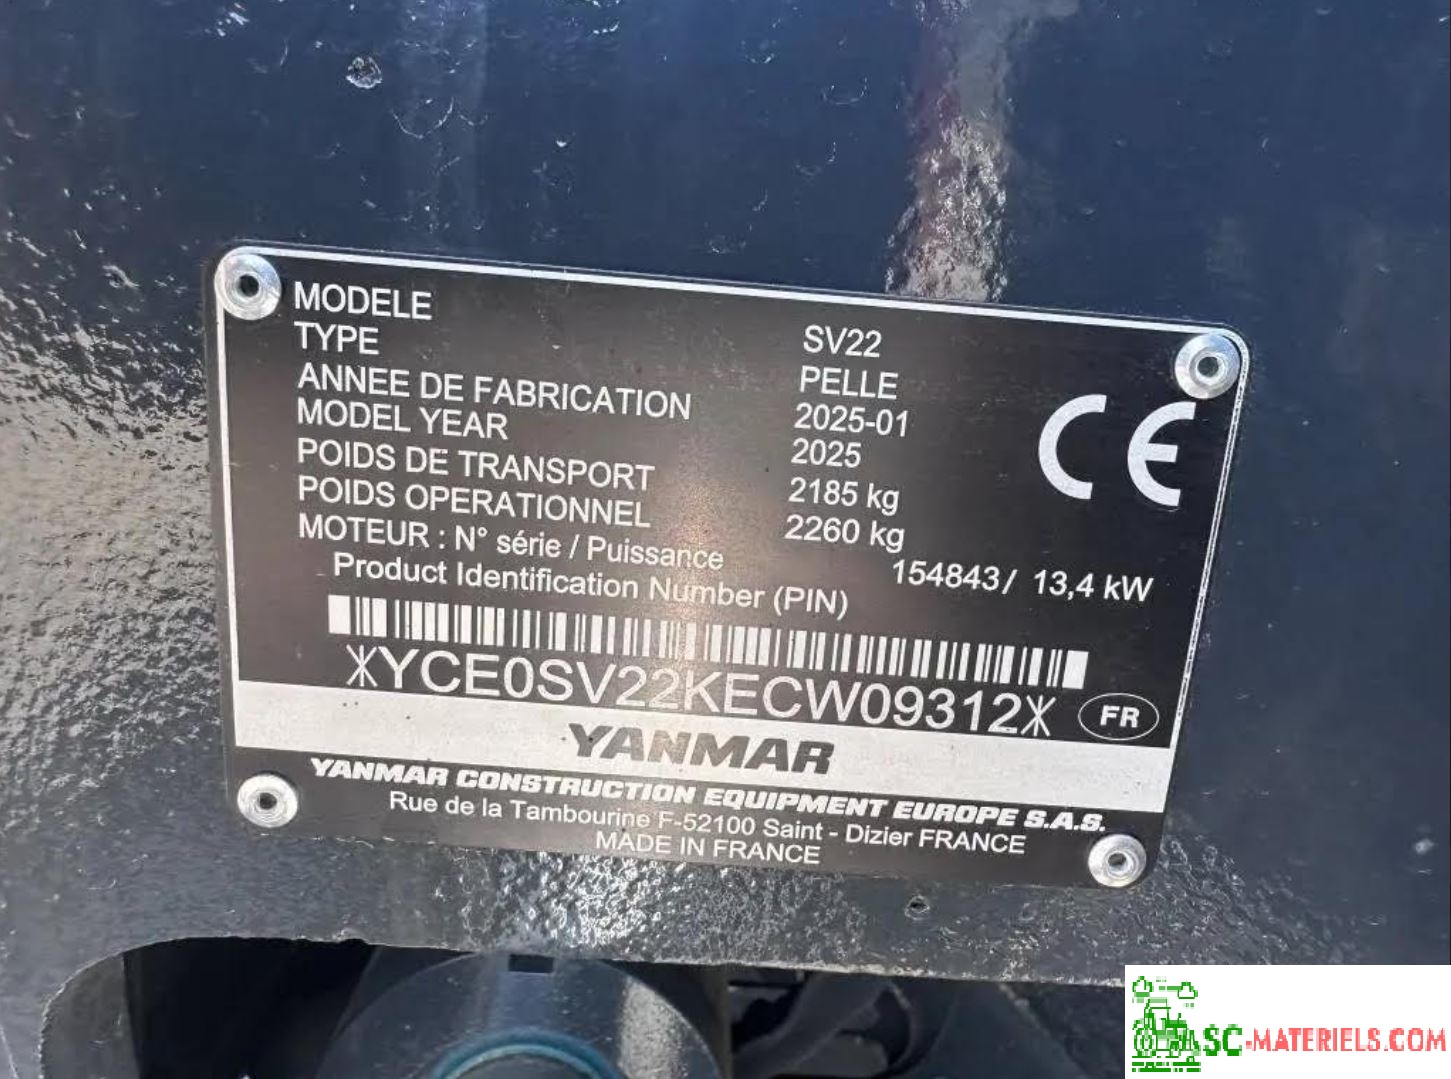 MODELE SV22
TYPE PELLE
ANNEE DE FABRICATION 2025-01
MODEL YEAR 2025
POIDS DE TRANSPORT 2185 kg
POIDS OPERATIONNEL 2260 kg
MOTEUR : N° série / Puissance 154843/ 13,4 kW
Product Identification Number (PIN)
*YCE0SV22KECW09312*
FR
CE
YANMAR
YANMAR CONSTRUCTION EQUIPMENT EUROPE S.A.S.
Rue de la Tambourine F-52100 Saint - Dizier FRANCE
MADE IN FRANCE
ASC-MATERIELS.COM